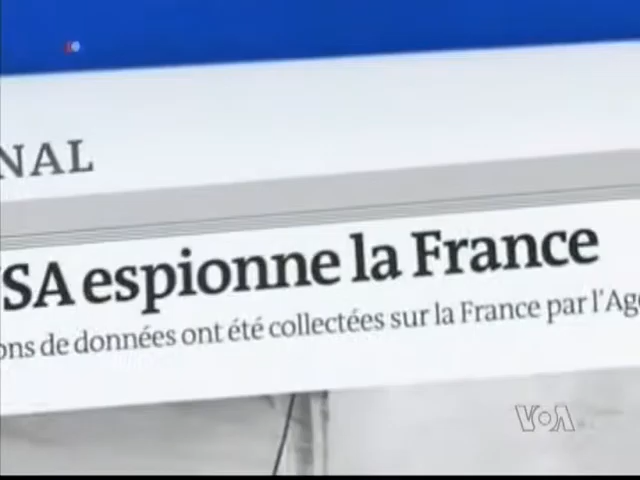 NAL
SA espionne la France
ons de données ont été collectées sur la France par l'Ag
VOA